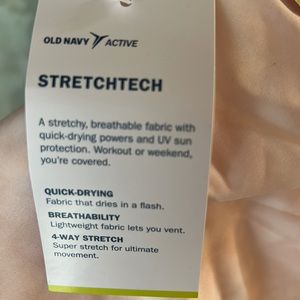 OLD NAVY ACTIVE
STRETCHTECH
A stretchy, breathable fabric with
quick-drying powers and UV sun
protection. Workout or weekend,
you're covered.
QUICK-DRYING
Fabric that dries in a flash.
BREATHABILITY
Lightweight fabric lets you vent.
4-WAY STRETCH
Super stretch for ultimate
movement.